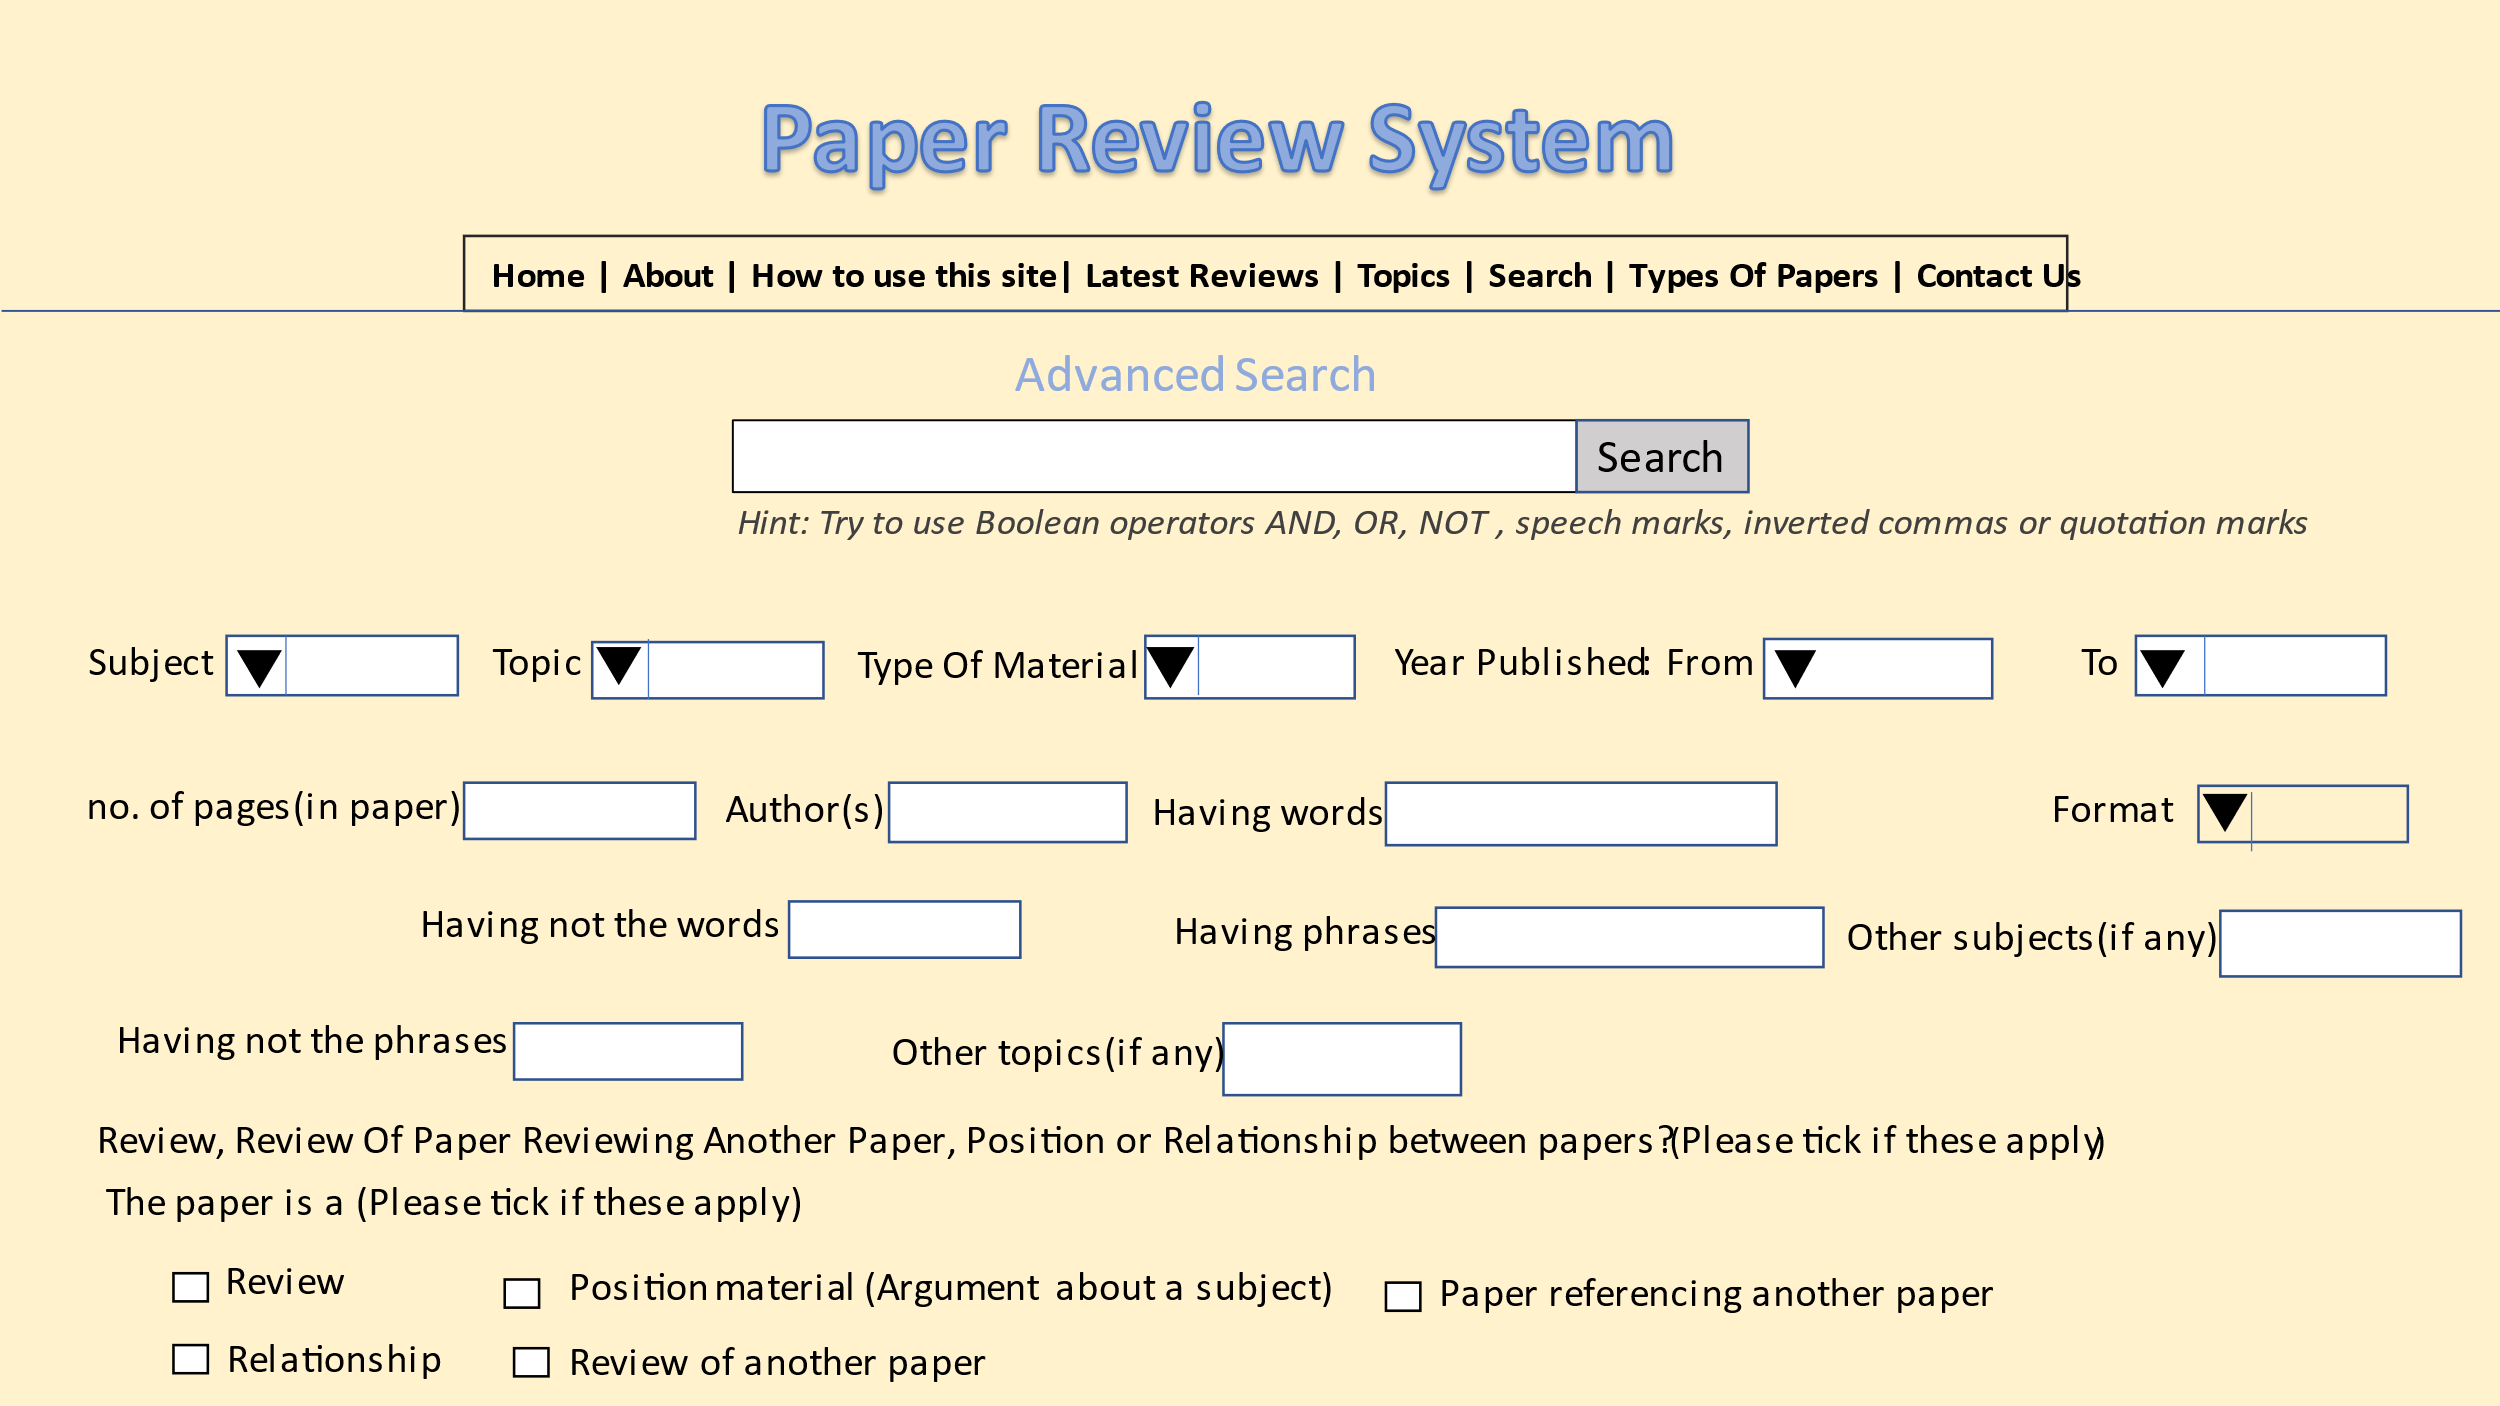 Paper Review System
Home | About | How to use this site| Latest Reviews | Topics | Search | Types Of Papers | Contact Us
Advanced Search
Search
Hint: Try to use Boolean operators AND, OR, NOT , speech marks, inverted commas or quotation marks
Subject Topic Type Of Material Year Published: From To
no. of pages(in paper) Author(s) Having words Format
Having not the words Having phrases Other subjects(if any)
Having not the phrases Other topics(if any)
Review, Review Of Paper Reviewing Another Paper, Position or Relationship between papers?(Please tick if these apply)
The paper is a (Please tick if these apply)
Review Position material (Argument about a subject) Paper referencing another paper
Relationship Review of another paper